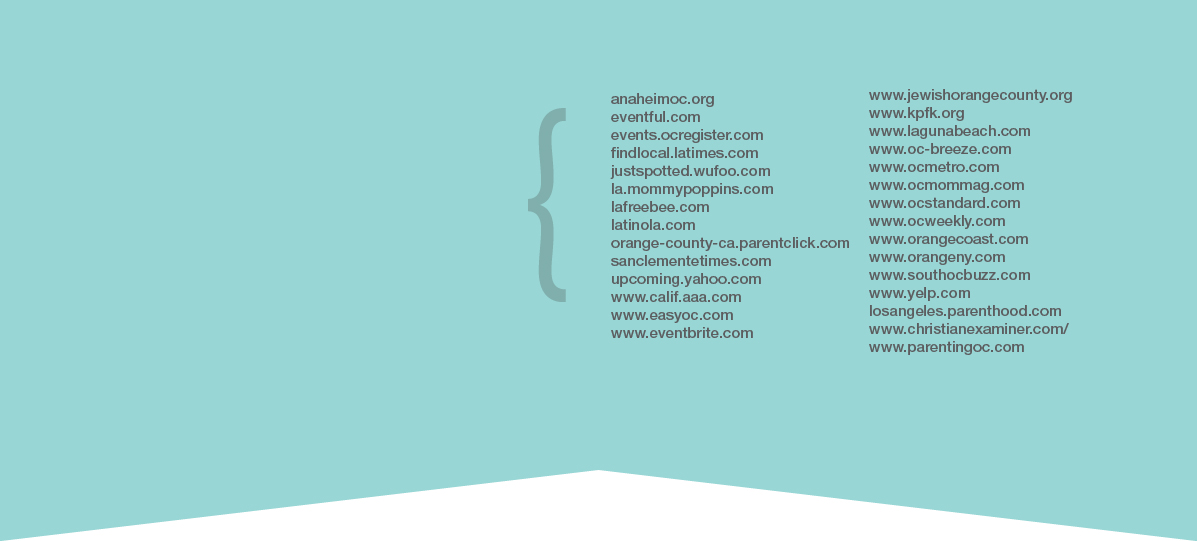 {
anaheimoc.org
eventful.com
events.ocregister.com
findlocal.latimes.com
justspotted.wufoo.com
la.mommypoppins.com
lafreebee.com
latinola.com
orange-county-ca.parentclick.com
sanclementetimes.com
upcoming.yahoo.com
www.calif.aaa.com
www.easyoc.com
www.eventbrite.com
www.jewishorangecounty.org
www.kpfk.org
www.lagunabeach.com
www.oc-breeze.com
www.ocmetro.com
www.ocmommag.com
www.ocstandard.com
www.ocweekly.com
www.orangecoast.com
www.orangeny.com
www.southocbuzz.com
www.yelp.com
losangeles.parenthood.com
www.christianexaminer.com/
www.parentingoc.com